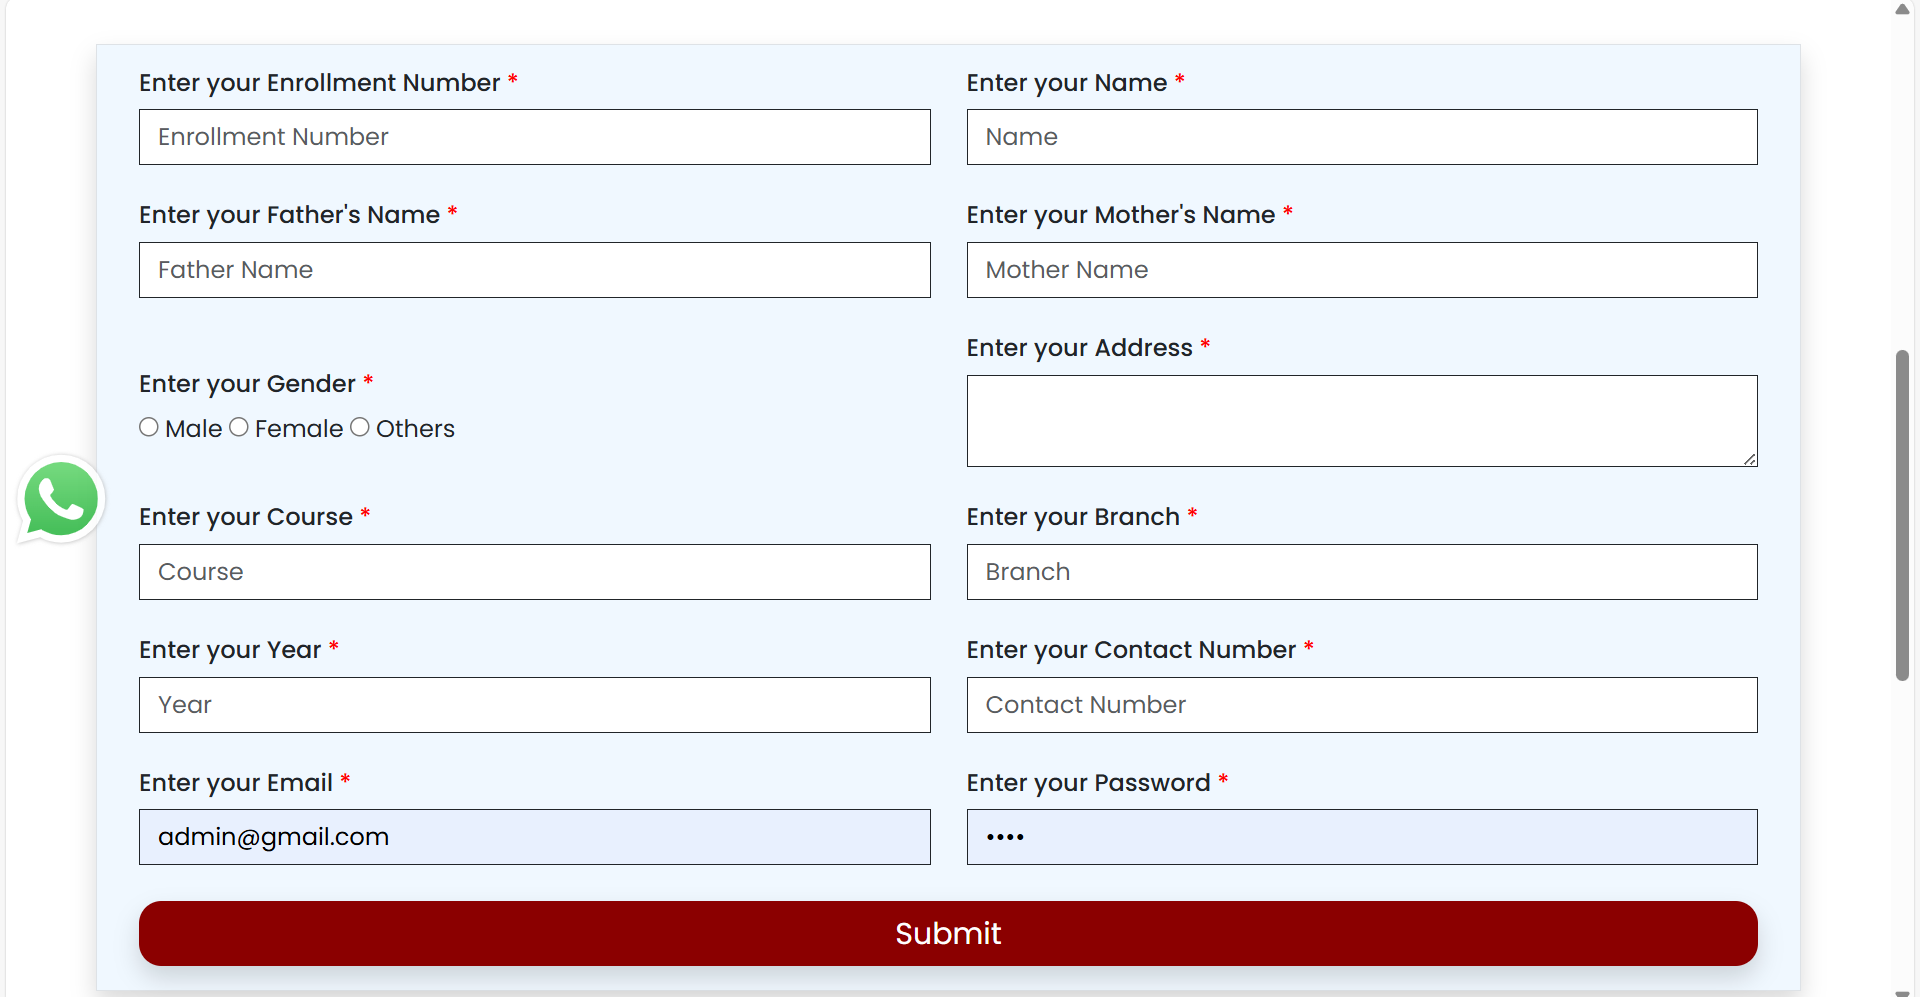 Enter your Enrollment Number *
Enter your Name *
Enrollment Number
Name
Enter your Father's Name *
Enter your Mother's Name *
Father Name
Mother Name
Enter your Address *
Enter your Gender *
Male Female Others
Enter your Course *
Enter your Branch *
Course
Branch
Enter your Year *
Enter your Contact Number *
Year
Contact Number
Enter your Email *
Enter your Password *
admin@gmail.com
••••
Submit